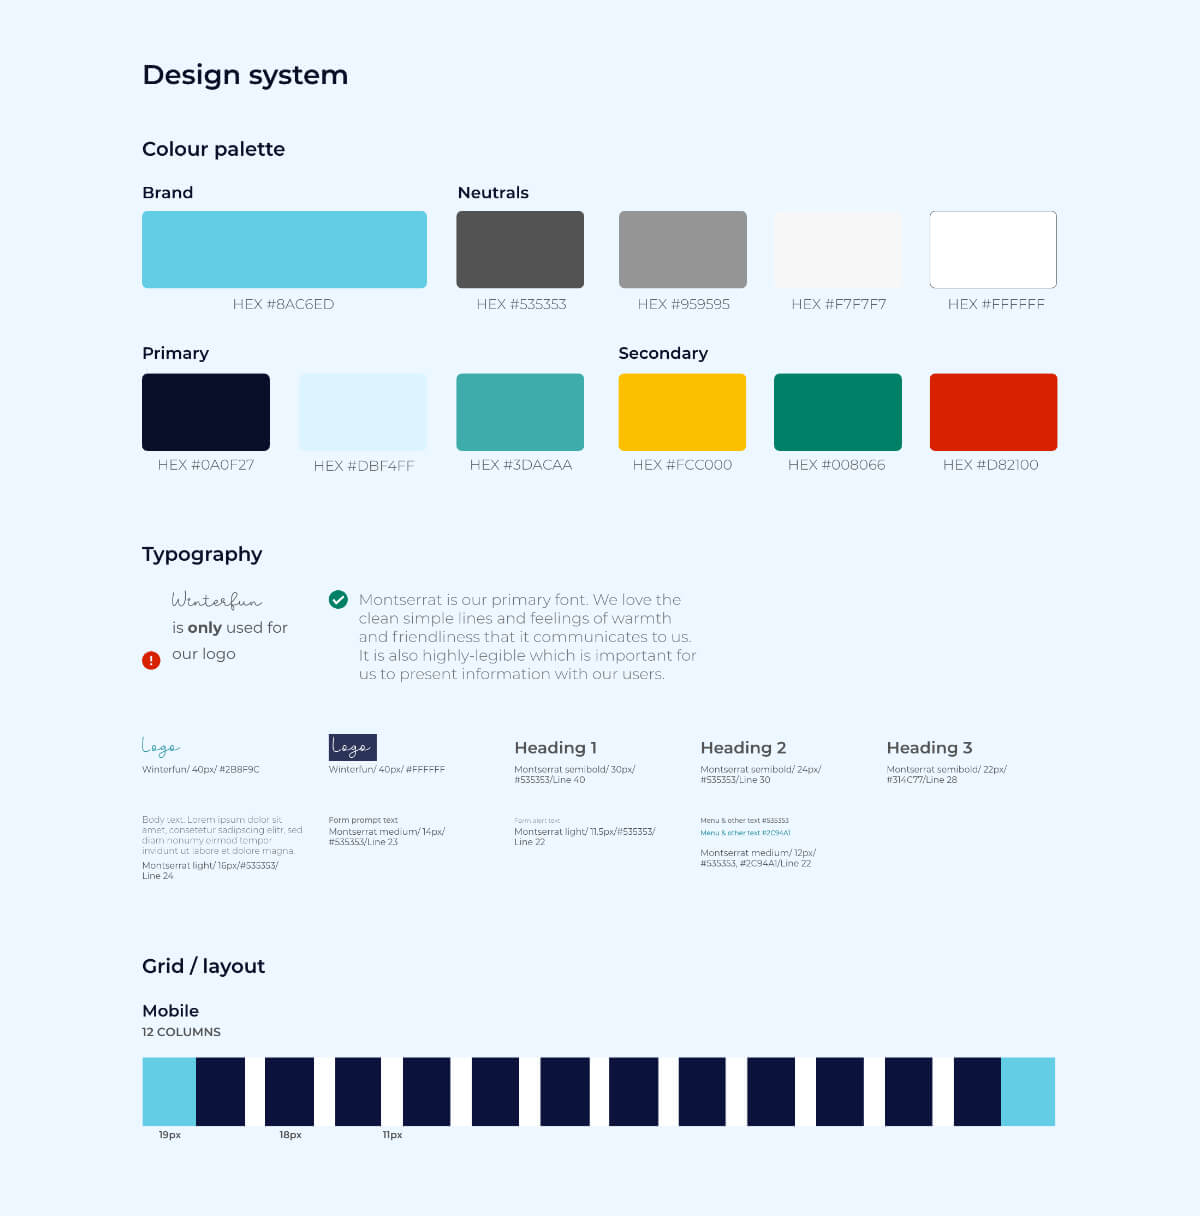 Design system
Colour palette
Brand
Neutrals
HEX #8AC6ED
HEX #535353
HEX #959595
HEX #F7F7F7
HEX #FFFFFF
Primary
Secondary
HEX #0A0F27
HEX #DBF4FF
HEX #3DACAA
HEX #FCC000
HEX #008066
HEX #D82100
Typography
Winterfun
is only used for
our logo
!
Montserrat is our primary font. We love the
clean simple lines and feelings of warmth
and friendliness that it communicates to us.
It is also highly-legible which is important for
us to present information with our users.
Logo
Winterfun/ 40px/ #2B8F9C
Logo
Winterfun/ 40px/ #FFFFFF
Heading 1
Montserrat semibold/ 30px/
#535353/Line 40
Heading 2
Montserrat semibold/ 24px/
#535353/Line 30
Heading 3
Montserrat semibold/ 22px/
#314C77/Line 28
Body text: Lorem ipsum dolor sit
amet, consetetur sadipscing elitr, sed
diam nonumy eirmod tempor
invidunt ut labore et dolore magna.
Montserrat light/ 16px/#535353/
Line 24
Form prompt text
Montserrat medium/ 14px/
#535353/Line 23
Form alert text
Montserrat light/ 11.5px/#535353/
Line 22
Menu & other text #535353
Menu & other text #2C94A1
Montserrat medium/ 12px/
#535353, #2C94A1/Line 22
Grid / layout
Mobile
12 COLUMNS
19px
18px
11px